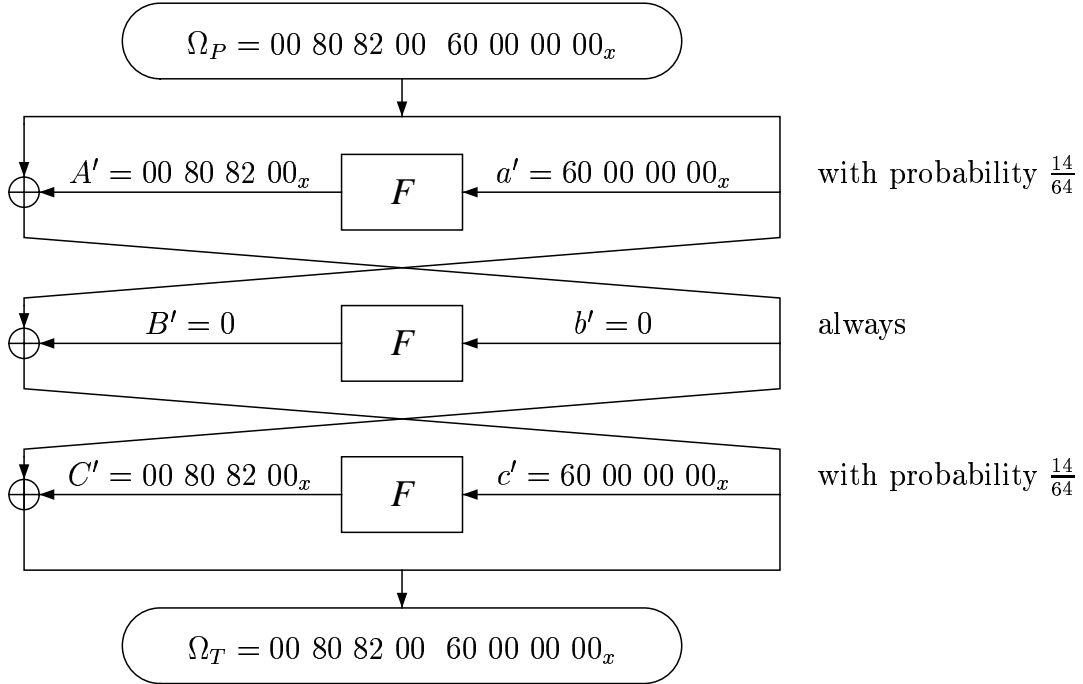 Ω_P = 00 80 82 00  60 00 00 00_x
A′ = 00 80 82 00_x  F  a′ = 60 00 00 00_x  with probability 14/64
B′ = 0  F  b′ = 0  always
C′ = 00 80 82 00_x  F  c′ = 60 00 00 00_x  with probability 14/64
Ω_T = 00 80 82 00  60 00 00 00_x